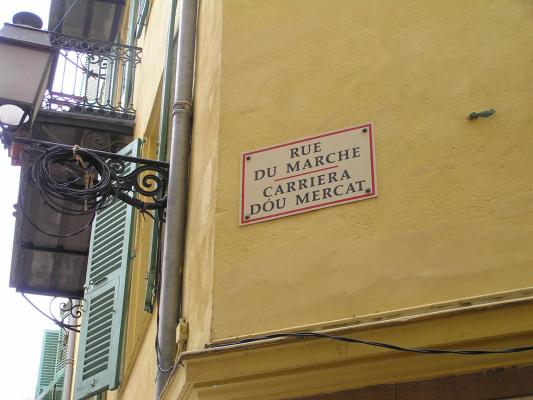 RUE
DU MARCHE
CARRIERA
DÓU MERCAT